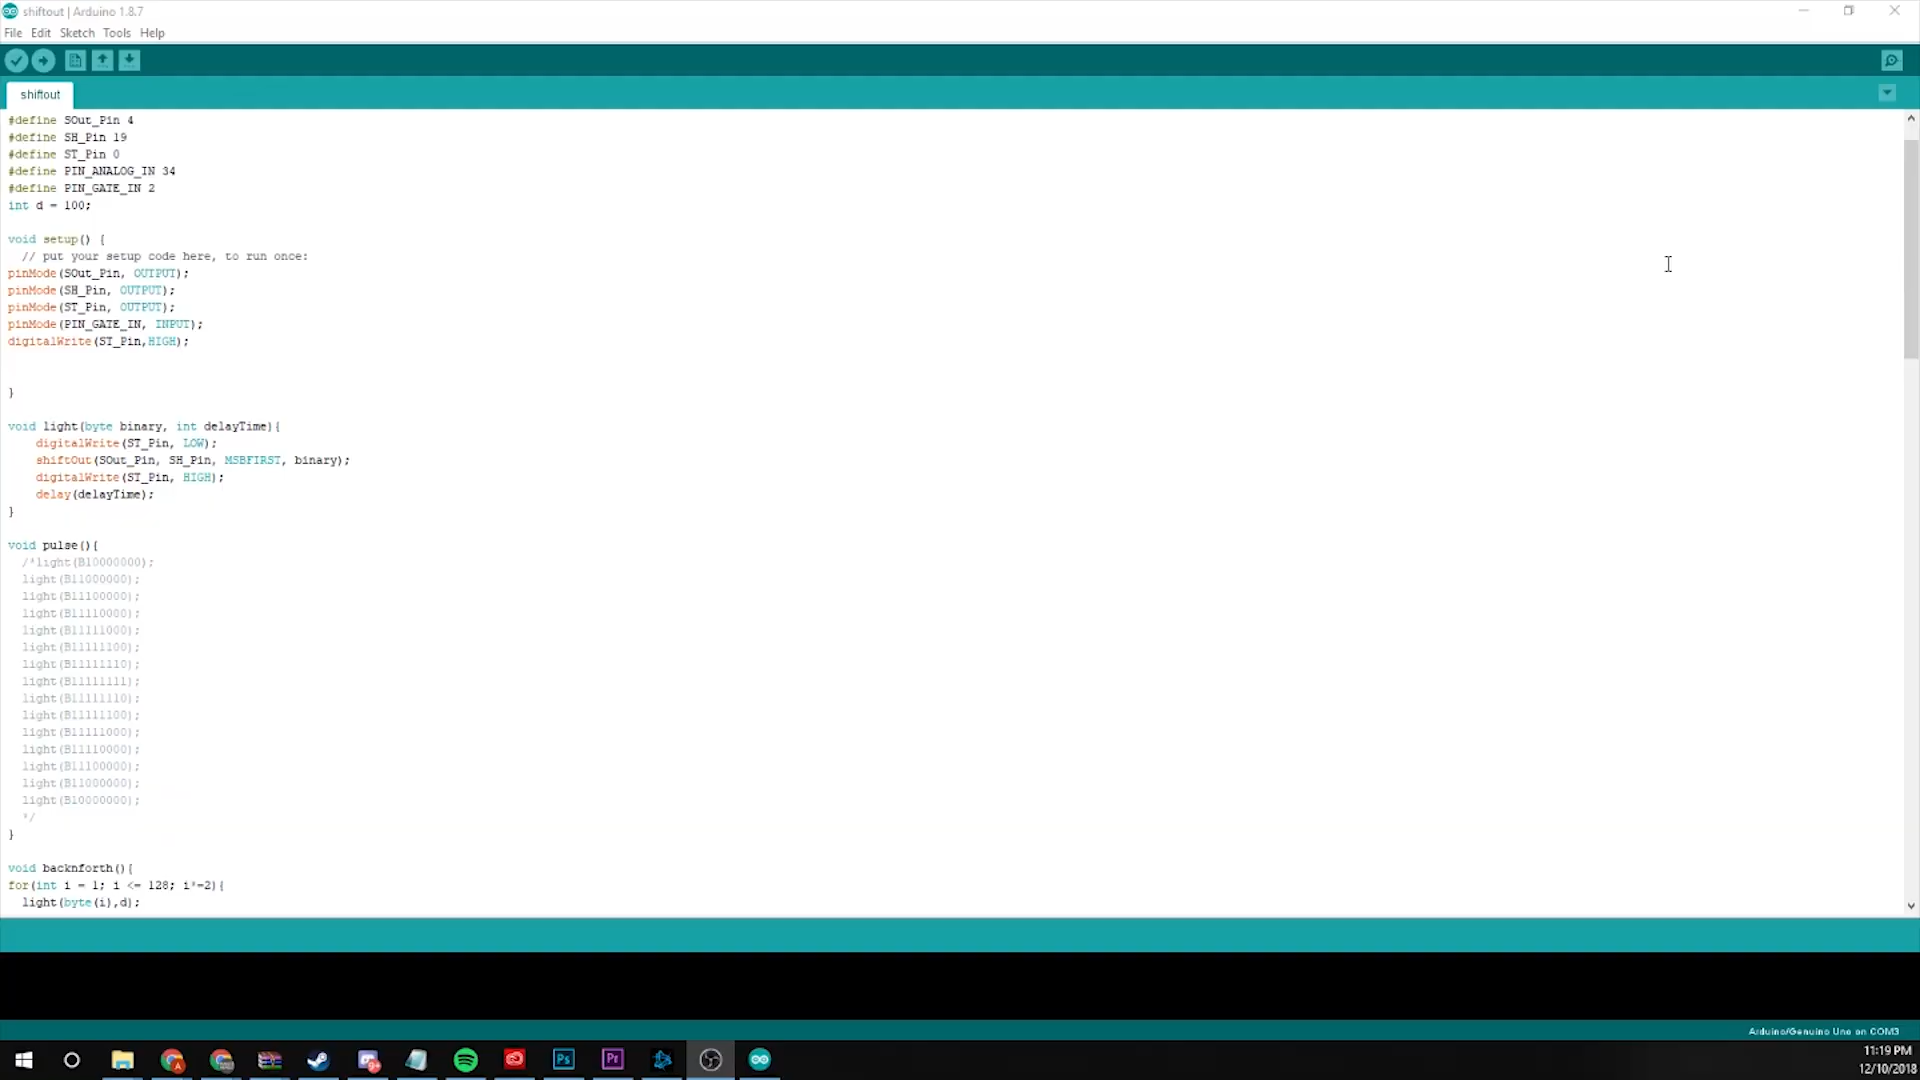 shiftout | Arduino 1.8.7
File Edit Sketch Tools Help
shiftout
#define SOut_Pin 4
#define SH_Pin 19
#define ST_Pin 0
#define PIN_ANALOG_IN 34
#define PIN_GATE_IN 2
int d = 100;
void setup() {
// put your setup code here, to run once:
pinMode(SOut_Pin, OUTPUT);
pinMode(SH_Pin, OUTPUT);
pinMode(ST_Pin, OUTPUT);
pinMode(PIN_GATE_IN, INPUT);
digitalWrite(ST_Pin,HIGH);
}
void light(byte binary, int delayTime){
digitalWrite(ST_Pin, LOW);
shiftOut(SOut_Pin, SH_Pin, MSBFIRST, binary);
digitalWrite(ST_Pin, HIGH);
delay(delayTime);
}
void pulse(){
/*light(B10000000);
light(B11000000);
light(B11100000);
light(B11110000);
light(B11111000);
light(B11111100);
light(B11111110);
light(B11111111);
light(B11111110);
light(B11111100);
light(B11111000);
light(B11110000);
light(B11100000);
light(B11000000);
light(B10000000);
*/
}
void backnforth(){
for(int i = 1; i <= 128; i*=2){
light(byte(i),d);
Arduino/Genuino Uno on COM3
Ps
Pr
11:19 PM
12/10/2018